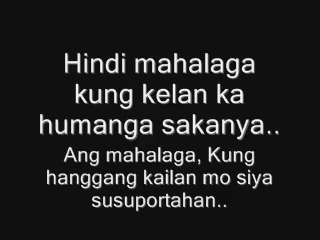 Hindi mahalaga
kung kelan ka
humanga sakanya..
Ang mahalaga, Kung
hanggang kailan mo siya
susuportahan..